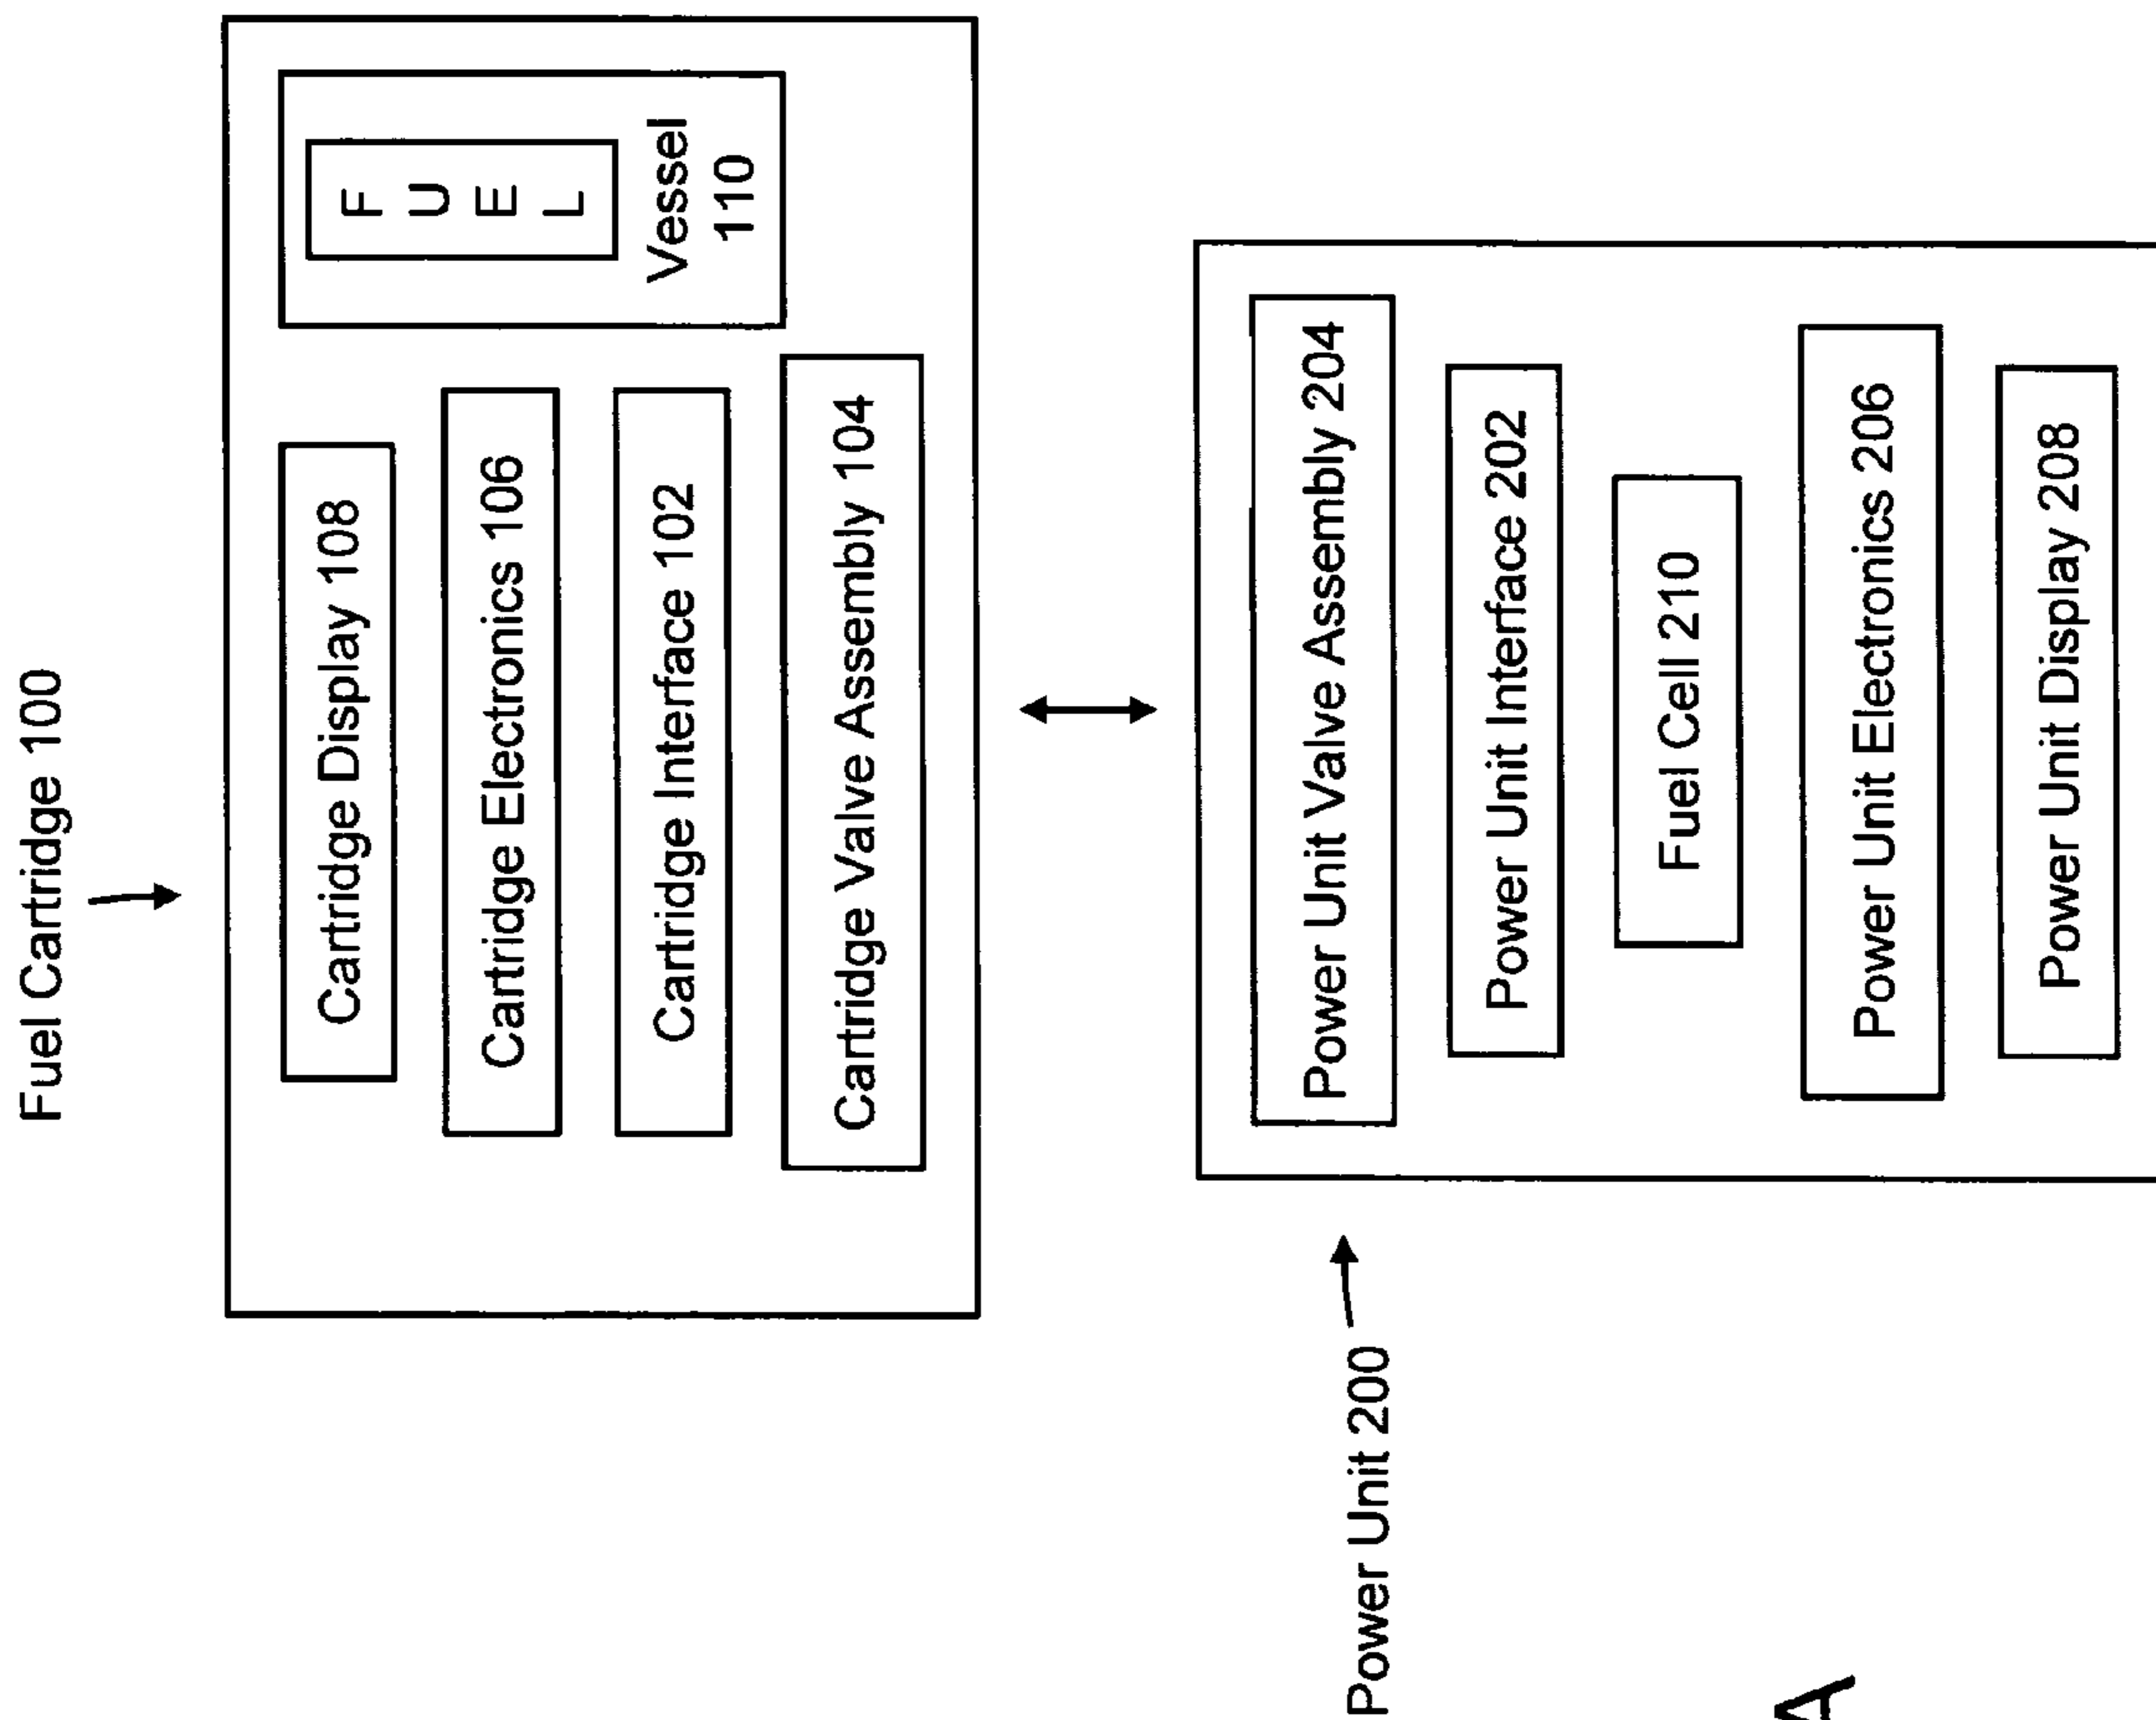 Fuel Cartridge 100
Cartridge Display 108
Cartridge Electronics 106
Cartridge Interface 102
Cartridge Valve Assembly 104
F
U
E
L
Vessel
110
Power Unit 200
Power Unit Valve Assembly 204
Power Unit Interface 202
Fuel Cell 210
Power Unit Electronics 206
Power Unit Display 208
A